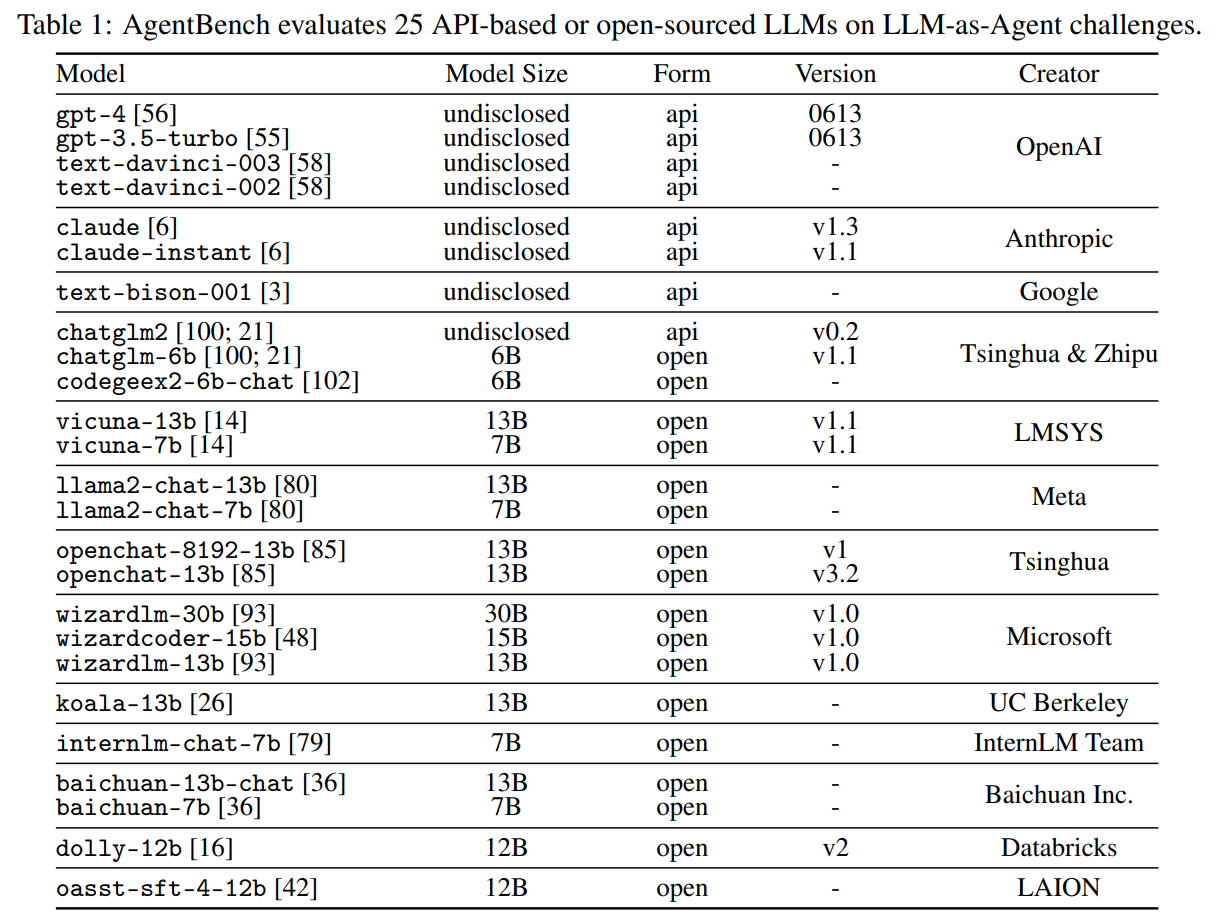 Table 1: AgentBench evaluates 25 API-based or open-sourced LLMs on LLM-as-Agent challenges.
Model Model Size Form Version Creator
gpt-4 [56] undisclosed api 0613
gpt-3.5-turbo [55] undisclosed api 0613
OpenAI
text-davinci-003 [58] undisclosed api -
text-davinci-002 [58] undisclosed api -
claude [6] undisclosed api v1.3
Anthropic
claude-instant [6] undisclosed api v1.1
text-bison-001 [3] undisclosed api - Google
chatglm2 [100; 21] undisclosed api v0.2
chatglm-6b [100; 21] 6B open v1.1 Tsinghua & Zhipu
codegeex2-6b-chat [102] 6B open -
vicuna-13b [14] 13B open v1.1
LMSYS
vicuna-7b [14] 7B open v1.1
llama2-chat-13b [80] 13B open -
Meta
llama2-chat-7b [80] 7B open -
openchat-8192-13b [85] 13B open v1
Tsinghua
openchat-13b [85] 13B open v3.2
wizardlm-30b [93] 30B open v1.0
wizardcoder-15b [48] 15B open v1.0 Microsoft
wizardlm-13b [93] 13B open v1.0
koala-13b [26] 13B open - UC Berkeley
internlm-chat-7b [79] 7B open - InternLM Team
baichuan-13b-chat [36] 13B open -
Baichuan Inc.
baichuan-7b [36] 7B open -
dolly-12b [16] 12B open v2 Databricks
oasst-sft-4-12b [42] 12B open - LAION